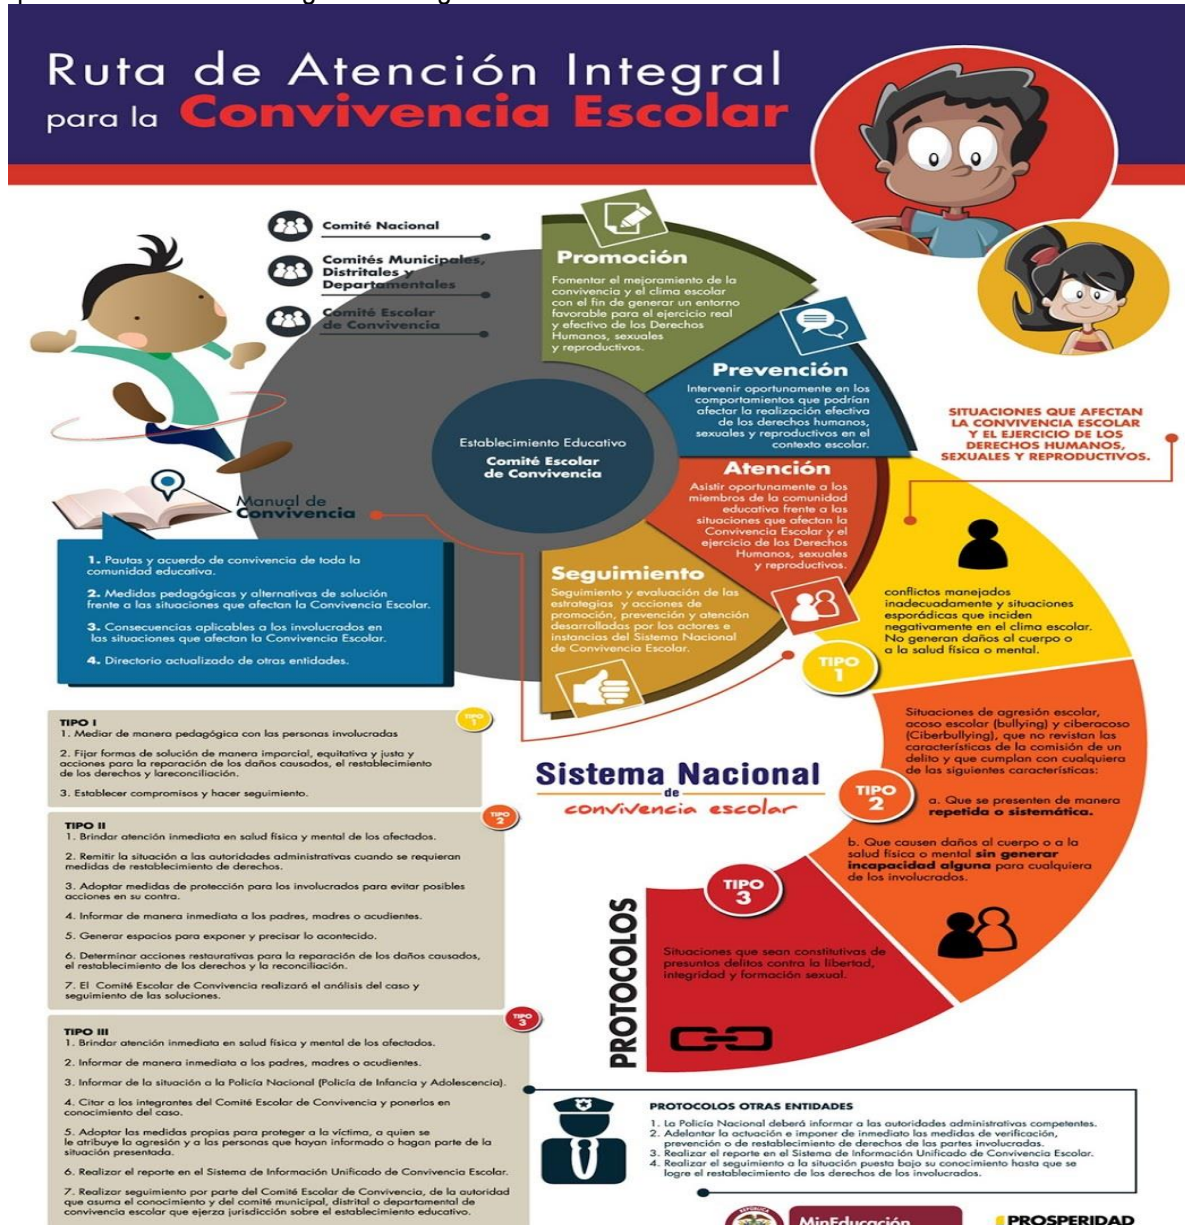 Ruta de Atención Integral
para la Convivencia Escolar
Comité Nacional
Comités Municipales,
Distritales y
Departamentales
Comité Escolar
de Convivencia
Promoción
Fomentar el mejoramiento de la
convivencia y el clima escolar
con el fin de generar un entorno
favorable para el ejercicio real
y efectivo de los Derechos
Humanos, sexuales
y reproductivos.
Prevención
Intervenir oportunamente en los
comportamientos que podrían
afectar la realización efectiva
de los derechos humanos,
sexuales y reproductivos en el
contexto escolar.
Establecimiento Educativo
Comité Escolar
de Convivencia
Atención
Asistir oportunamente a los
miembros de la comunidad
educativa frente a las
situaciones que afectan la
Convivencia Escolar y el
ejercicio de los Derechos
Humanos, sexuales
y reproductivos.
Seguimiento
Seguimiento y evaluación de las
estrategias y acciones de
promoción, prevención y atención
desarrolladas por los actores e
instancias del Sistema Nacional
de Convivencia Escolar.
SITUACIONES QUE AFECTAN
LA CONVIVENCIA ESCOLAR
Y EL EJERCICIO DE LOS
DERECHOS HUMANOS,
SEXUALES Y REPRODUCTIVOS.
Manual de
Convivencia
1. Pautas y acuerdo de convivencia de toda la
comunidad educativa.
2. Medidas pedagógicas y alternativas de solución
frente a las situaciones que afectan la Convivencia Escolar.
3. Consecuencias aplicables a los involucrados en
las situaciones que afectan la Convivencia Escolar.
4. Directorio actualizado de otras entidades.
conflictos manejados
inadecuadamente y situaciones
esporádicas que inciden
negativamente en el clima escolar.
No generan daños al cuerpo o
a la salud física o mental.
TIPO
1
Situaciones de agresión escolar,
acoso escolar (bullying) y ciberacoso
(Ciberbullying), que no revistan las
características de la comisión de un
delito y que cumplan con cualquiera
de las siguientes características:
a. Que se presenten de manera
repetida o sistemática.
b. Que causen daños al cuerpo o a la
salud física o mental sin generar
incapacidad alguna para cualquiera
de los involucrados.
TIPO
2
Sistema Nacional
de
convivencia escolar
PROTOCOLOS
TIPO
3
Situaciones que sean constitutivas de
presuntos delitos contra la libertad,
integridad y formación sexual.
TIPO I
TIPO
1
1. Mediar de manera pedagógica con las personas involucradas
2. Fijar formas de solución de manera imparcial, equitativa y justa y
acciones para la reparación de los daños causados, el restablecimiento
de los derechos y lareconciliación.
3. Establecer compromisos y hacer seguimiento.
TIPO II
TIPO
2
1. Brindar atención inmediata en salud física y mental de los afectados.
2. Remitir la situación a las autoridades administrativas cuando se requieran
medidas de restablecimiento de derechos.
3. Adoptar medidas de protección para los involucrados para evitar posibles
acciones en su contra.
4. Informar de manera inmediata a los padres, madres o acudientes.
5. Generar espacios para exponer y precisar lo acontecido.
6. Determinar acciones restaurativas para la reparación de los daños causados,
el restablecimiento de los derechos y la reconciliación.
7. El Comité Escolar de Convivencia realizará el análisis del caso y
seguimiento de las soluciones.
TIPO III
TIPO
3
1. Brindar atención inmediata en salud física y mental de los afectados.
2. Informar de manera inmediata a los padres, madres o acudientes.
3. Informar de la situación a la Policía Nacional (Policía de Infancia y Adolescencia).
4. Citar a los integrantes del Comité Escolar de Convivencia y ponerlos en
conocimiento del caso.
5. Adoptar las medidas propias para proteger a la víctima, a quien se
le atribuye la agresión y a las personas que hayan informado o hagan parte de la
situación presentada.
6. Realizar el reporte en el Sistema de Información Unificado de Convivencia Escolar.
7. Realizar seguimiento por parte del Comité Escolar de Convivencia, de la autoridad
que asuma el conocimiento y del comité municipal, distrital o departamental de
convivencia escolar que ejerza jurisdicción sobre el establecimiento educativo.
PROTOCOLOS OTRAS ENTIDADES
1. La Policía Nacional deberá informar a las autoridades administrativas competentes.
2. Adelantar la actuación e imponer de inmediato las medidas de verificación,
prevención o de restablecimiento de derechos de las partes involucradas.
3. Realizar el reporte en el Sistema de Información Unificado de Convivencia Escolar.
4. Realizar el seguimiento a la situación puesta bajo su conocimiento hasta que se
logre el restablecimiento de los derechos de los involucrados.
MinEducación
PROSPERIDAD